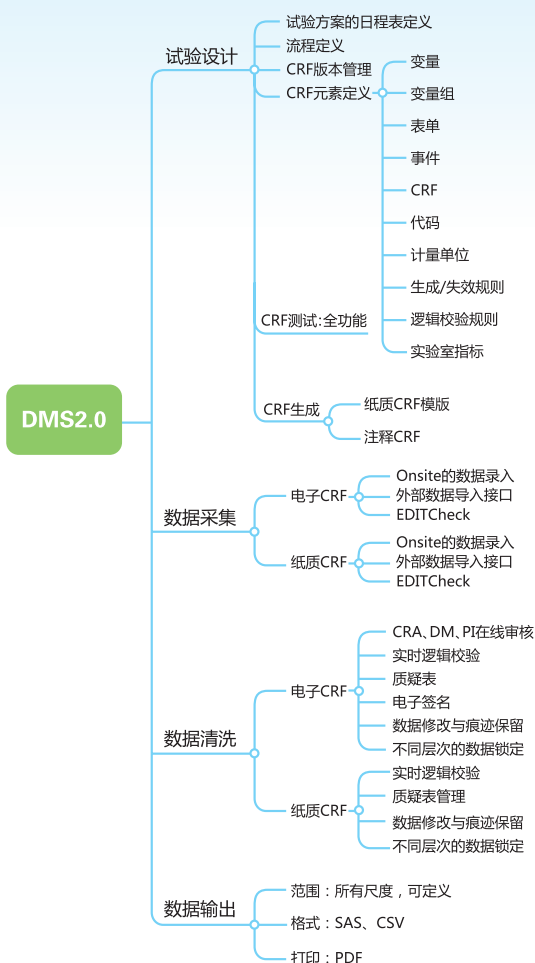 DMS2.0
试验设计
试验方案的日程表定义
流程定义
CRF版本管理
CRF元素定义
变量
变量组
表单
事件
CRF
代码
计量单位
生成/失效规则
逻辑校验规则
实验室指标
CRF测试:全功能
CRF生成
纸质CRF模版
注释CRF
数据采集
电子CRF
Onsite的数据录入
外部数据导入接口
EDITCheck
纸质CRF
Onsite的数据录入
外部数据导入接口
EDITCheck
数据清洗
电子CRF
CRA、DM、PI在线审核
实时逻辑校验
质疑表
电子签名
数据修改与痕迹保留
不同层次的数据锁定
纸质CRF
实时逻辑校验
质疑表管理
数据修改与痕迹保留
不同层次的数据锁定
数据输出
范围：所有尺度，可定义
格式：SAS、CSV
打印：PDF